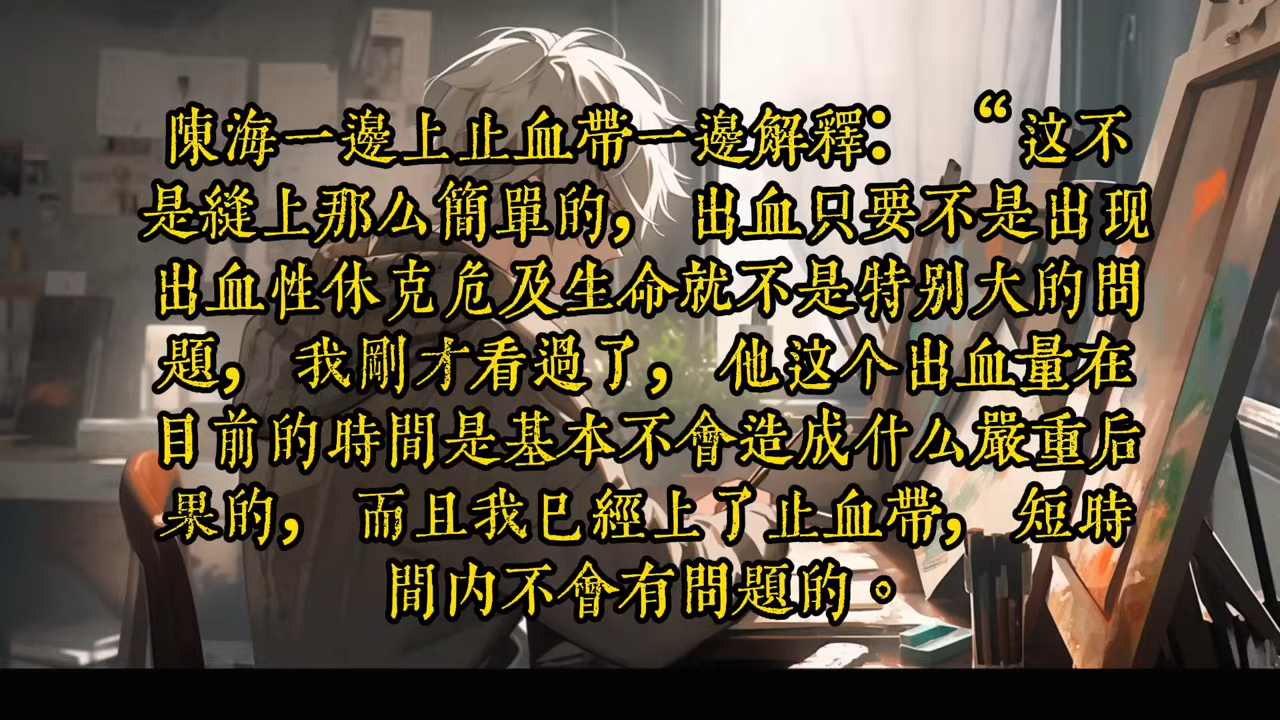 陳海一邊上止血帶一邊解釋：“这不
是縫上那么簡單的，出血只要不是出现
出血性休克危及生命就不是特别大的問
題，我剛才看過了，他这个出血量在
目前的時間是基本不會造成什么嚴重后
果的，而且我已經上了止血帶，短時
間内不會有問題的。